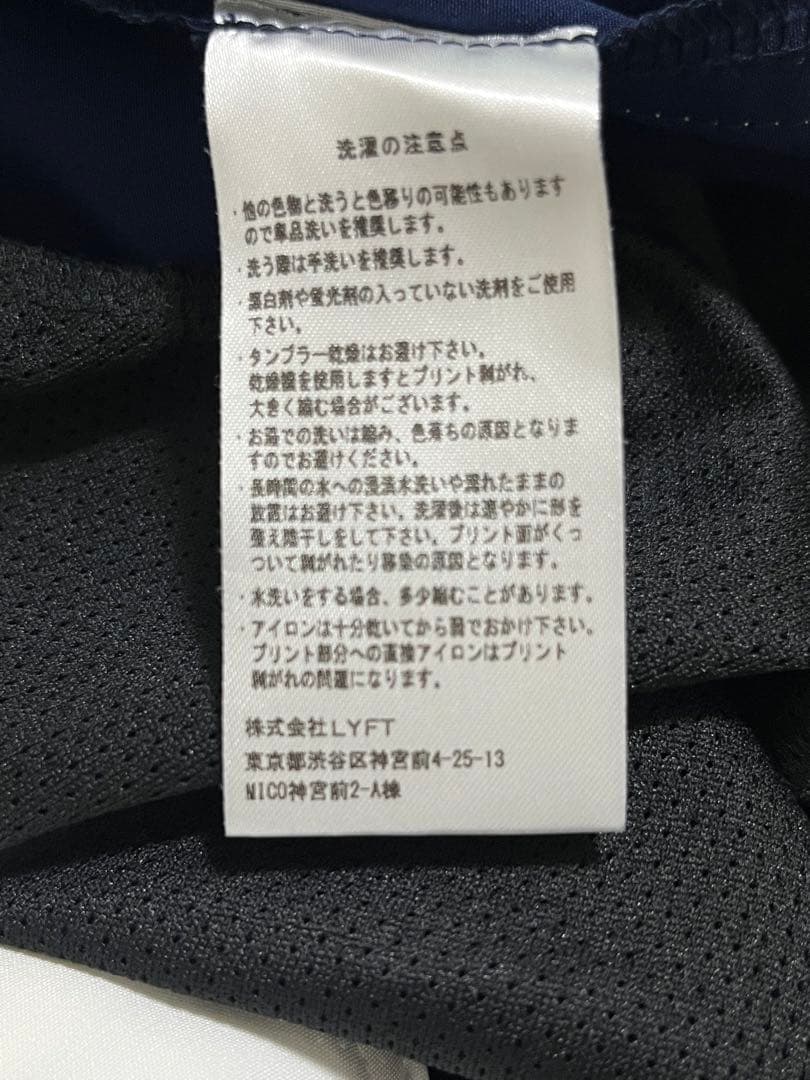 洗濯の注意点
・他の色物と洗うと色移りの可能性もあります
ので単品洗いを推奨します。
・洗う際は手洗いを推奨します。
・漂白剤や蛍光剤の入っていない洗剤をご使用
下さい。
・タンブラー乾燥はお避け下さい。
乾燥機を使用しますとプリント剥がれ、
大きく縮む場合がございます。
・お湯での洗いは縮み、色落ちの原因となりま
すのでお避けください。
・長時間の水への浸漬水洗いや濡れたままの
放置はお避け下さい。洗濯後は速やかに形を
整え陰干しをして下さい。プリント面がくっ
ついて剥がれたり移染の原因となります。
・水洗いをする場合、多少縮むことがあります。
・アイロンは十分乾いてから裏でおかけ下さい。
プリント部分への直接アイロンはプリント
剥がれの問題になります。
株式会社LYFT
東京都渋谷区神宮前4-25-13
NICO神宮前2-A棟